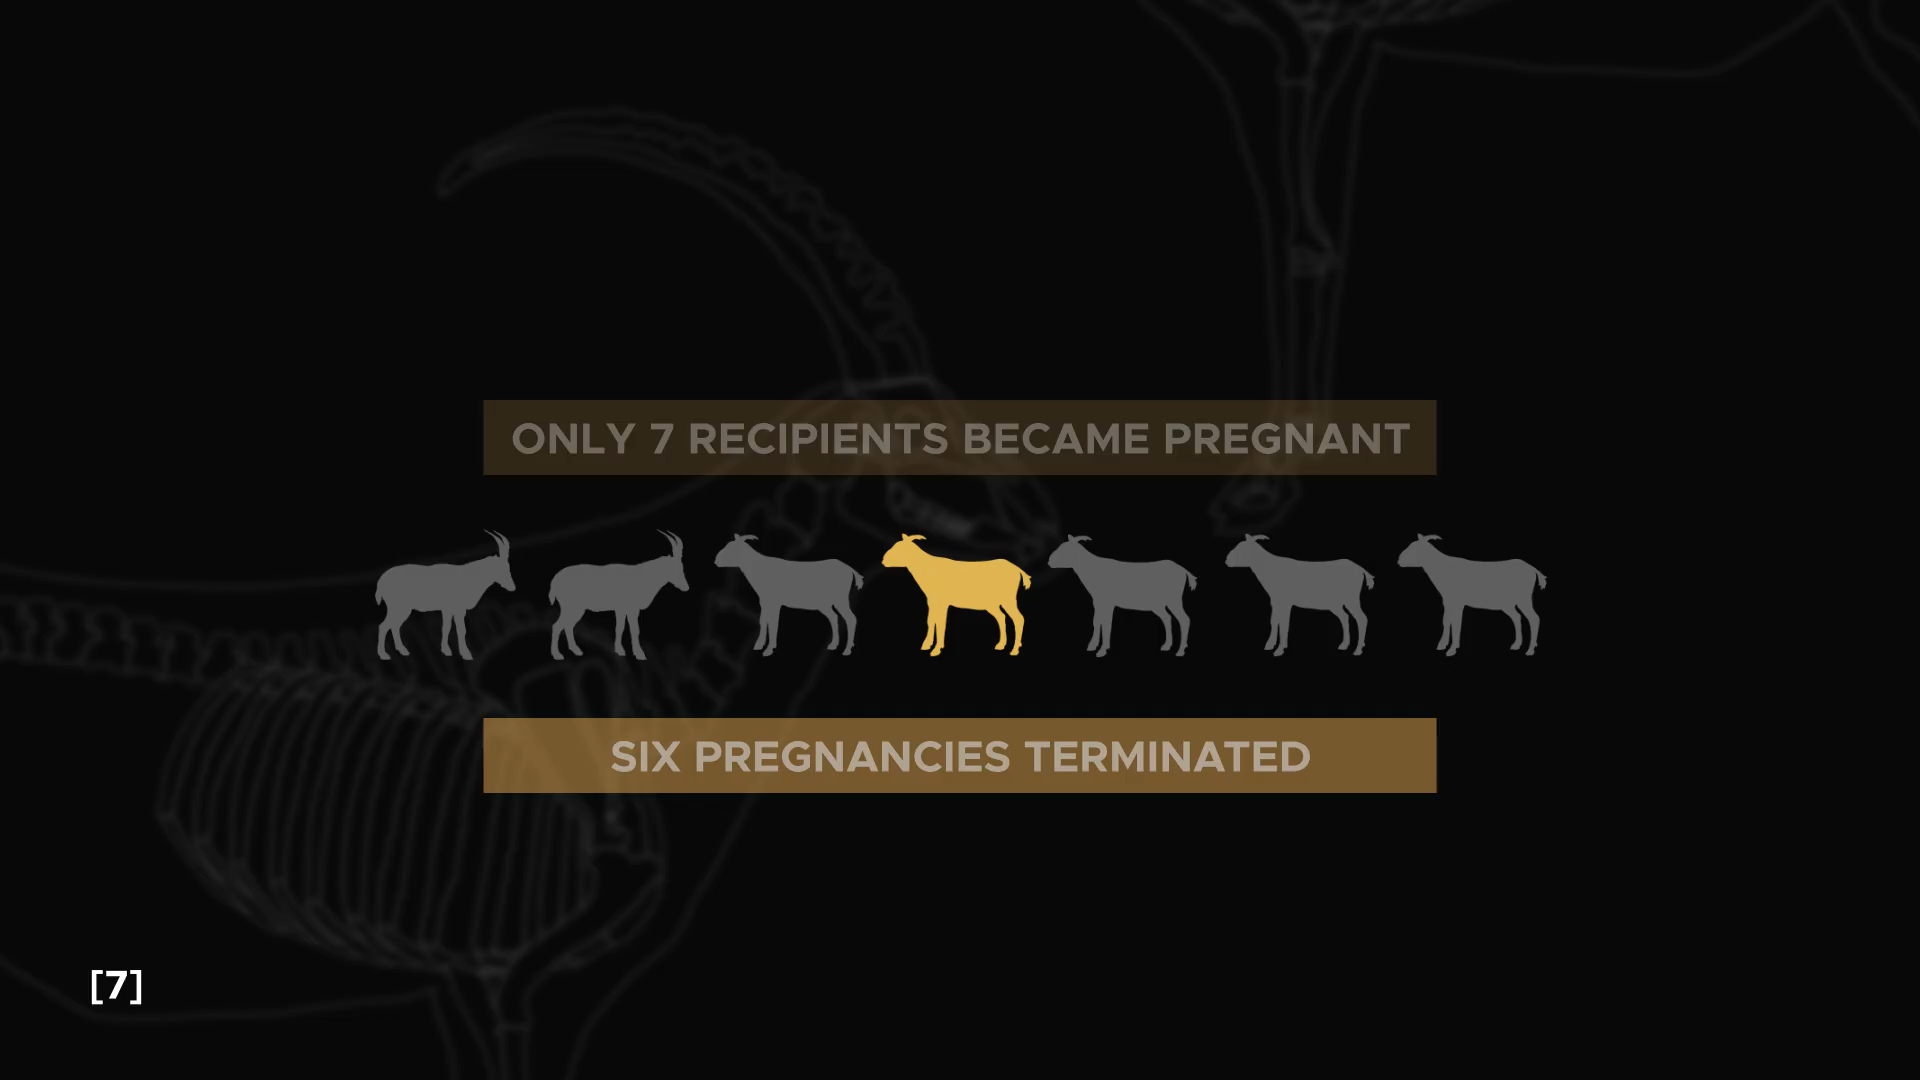 ONLY 7 RECIPIENTS BECAME PREGNANT
SIX PREGNANCIES TERMINATED
[7]